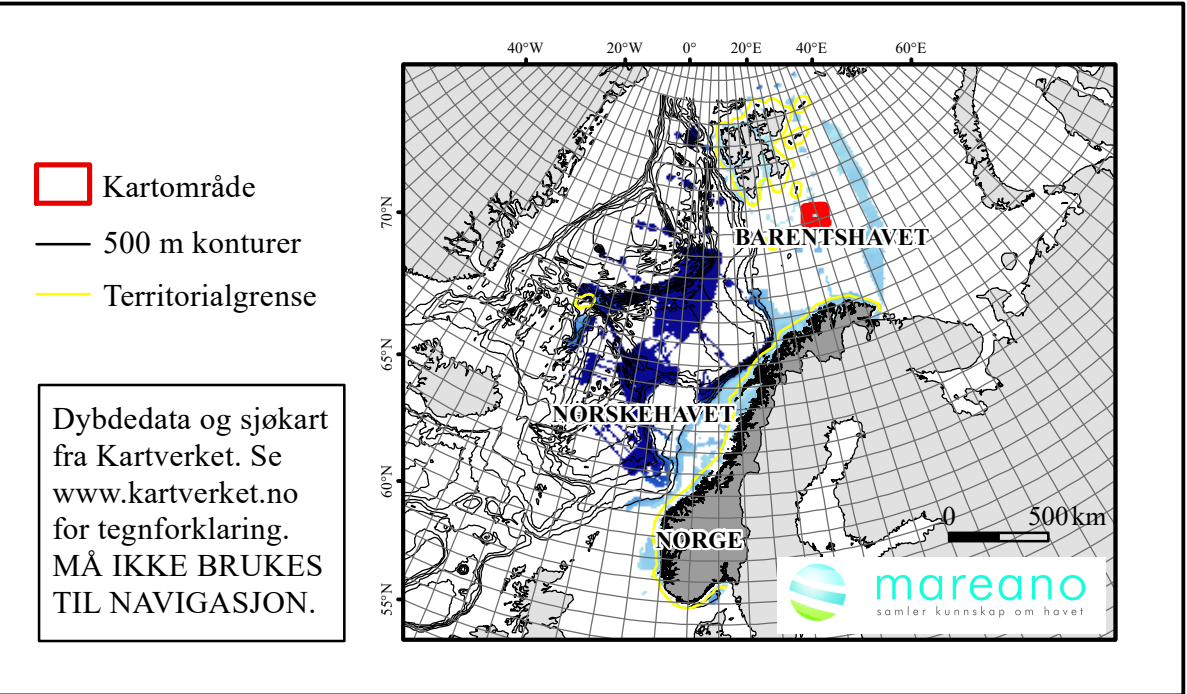 40°W 20°W 0° 20°E 40°E 60°E
Kartområde
500 m konturer
Territorialgrense
70°N
65°N
60°N
55°N
BARENTSHAVET
NORSKEHAVET
NORGE
0 500 km
Dybdedata og sjøkart
fra Kartverket. Se
www.kartverket.no
for tegnforklaring.
MÅ IKKE BRUKES
TIL NAVIGASJON.
mareano
samler kunnskap om havet